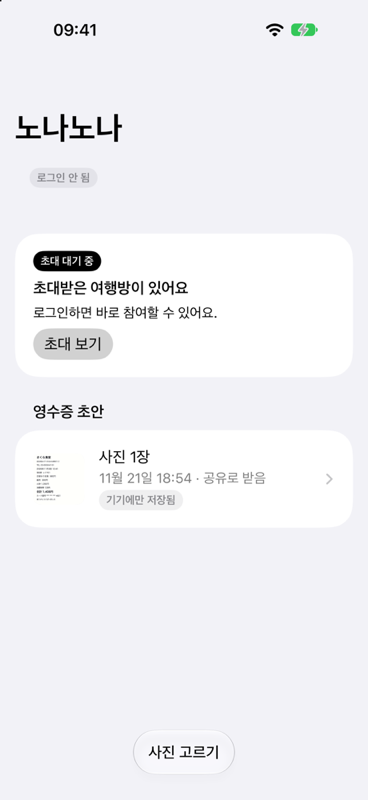 09:41
노나노나
로그인 안 됨
초대 대기 중
초대받은 여행방이 있어요
로그인하면 바로 참여할 수 있어요.
초대 보기
영수증 초안
사진 1장
11월 21일 18:54 · 공유로 받음
기기에만 저장됨
사진 고르기